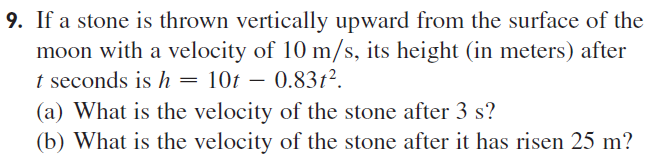 9. If a stone is thrown vertically upward from the surface of the
moon with a velocity of 10 m/s, its height (in meters) after
t seconds is h = 10t − 0.83t².
(a) What is the velocity of the stone after 3 s?
(b) What is the velocity of the stone after it has risen 25 m?